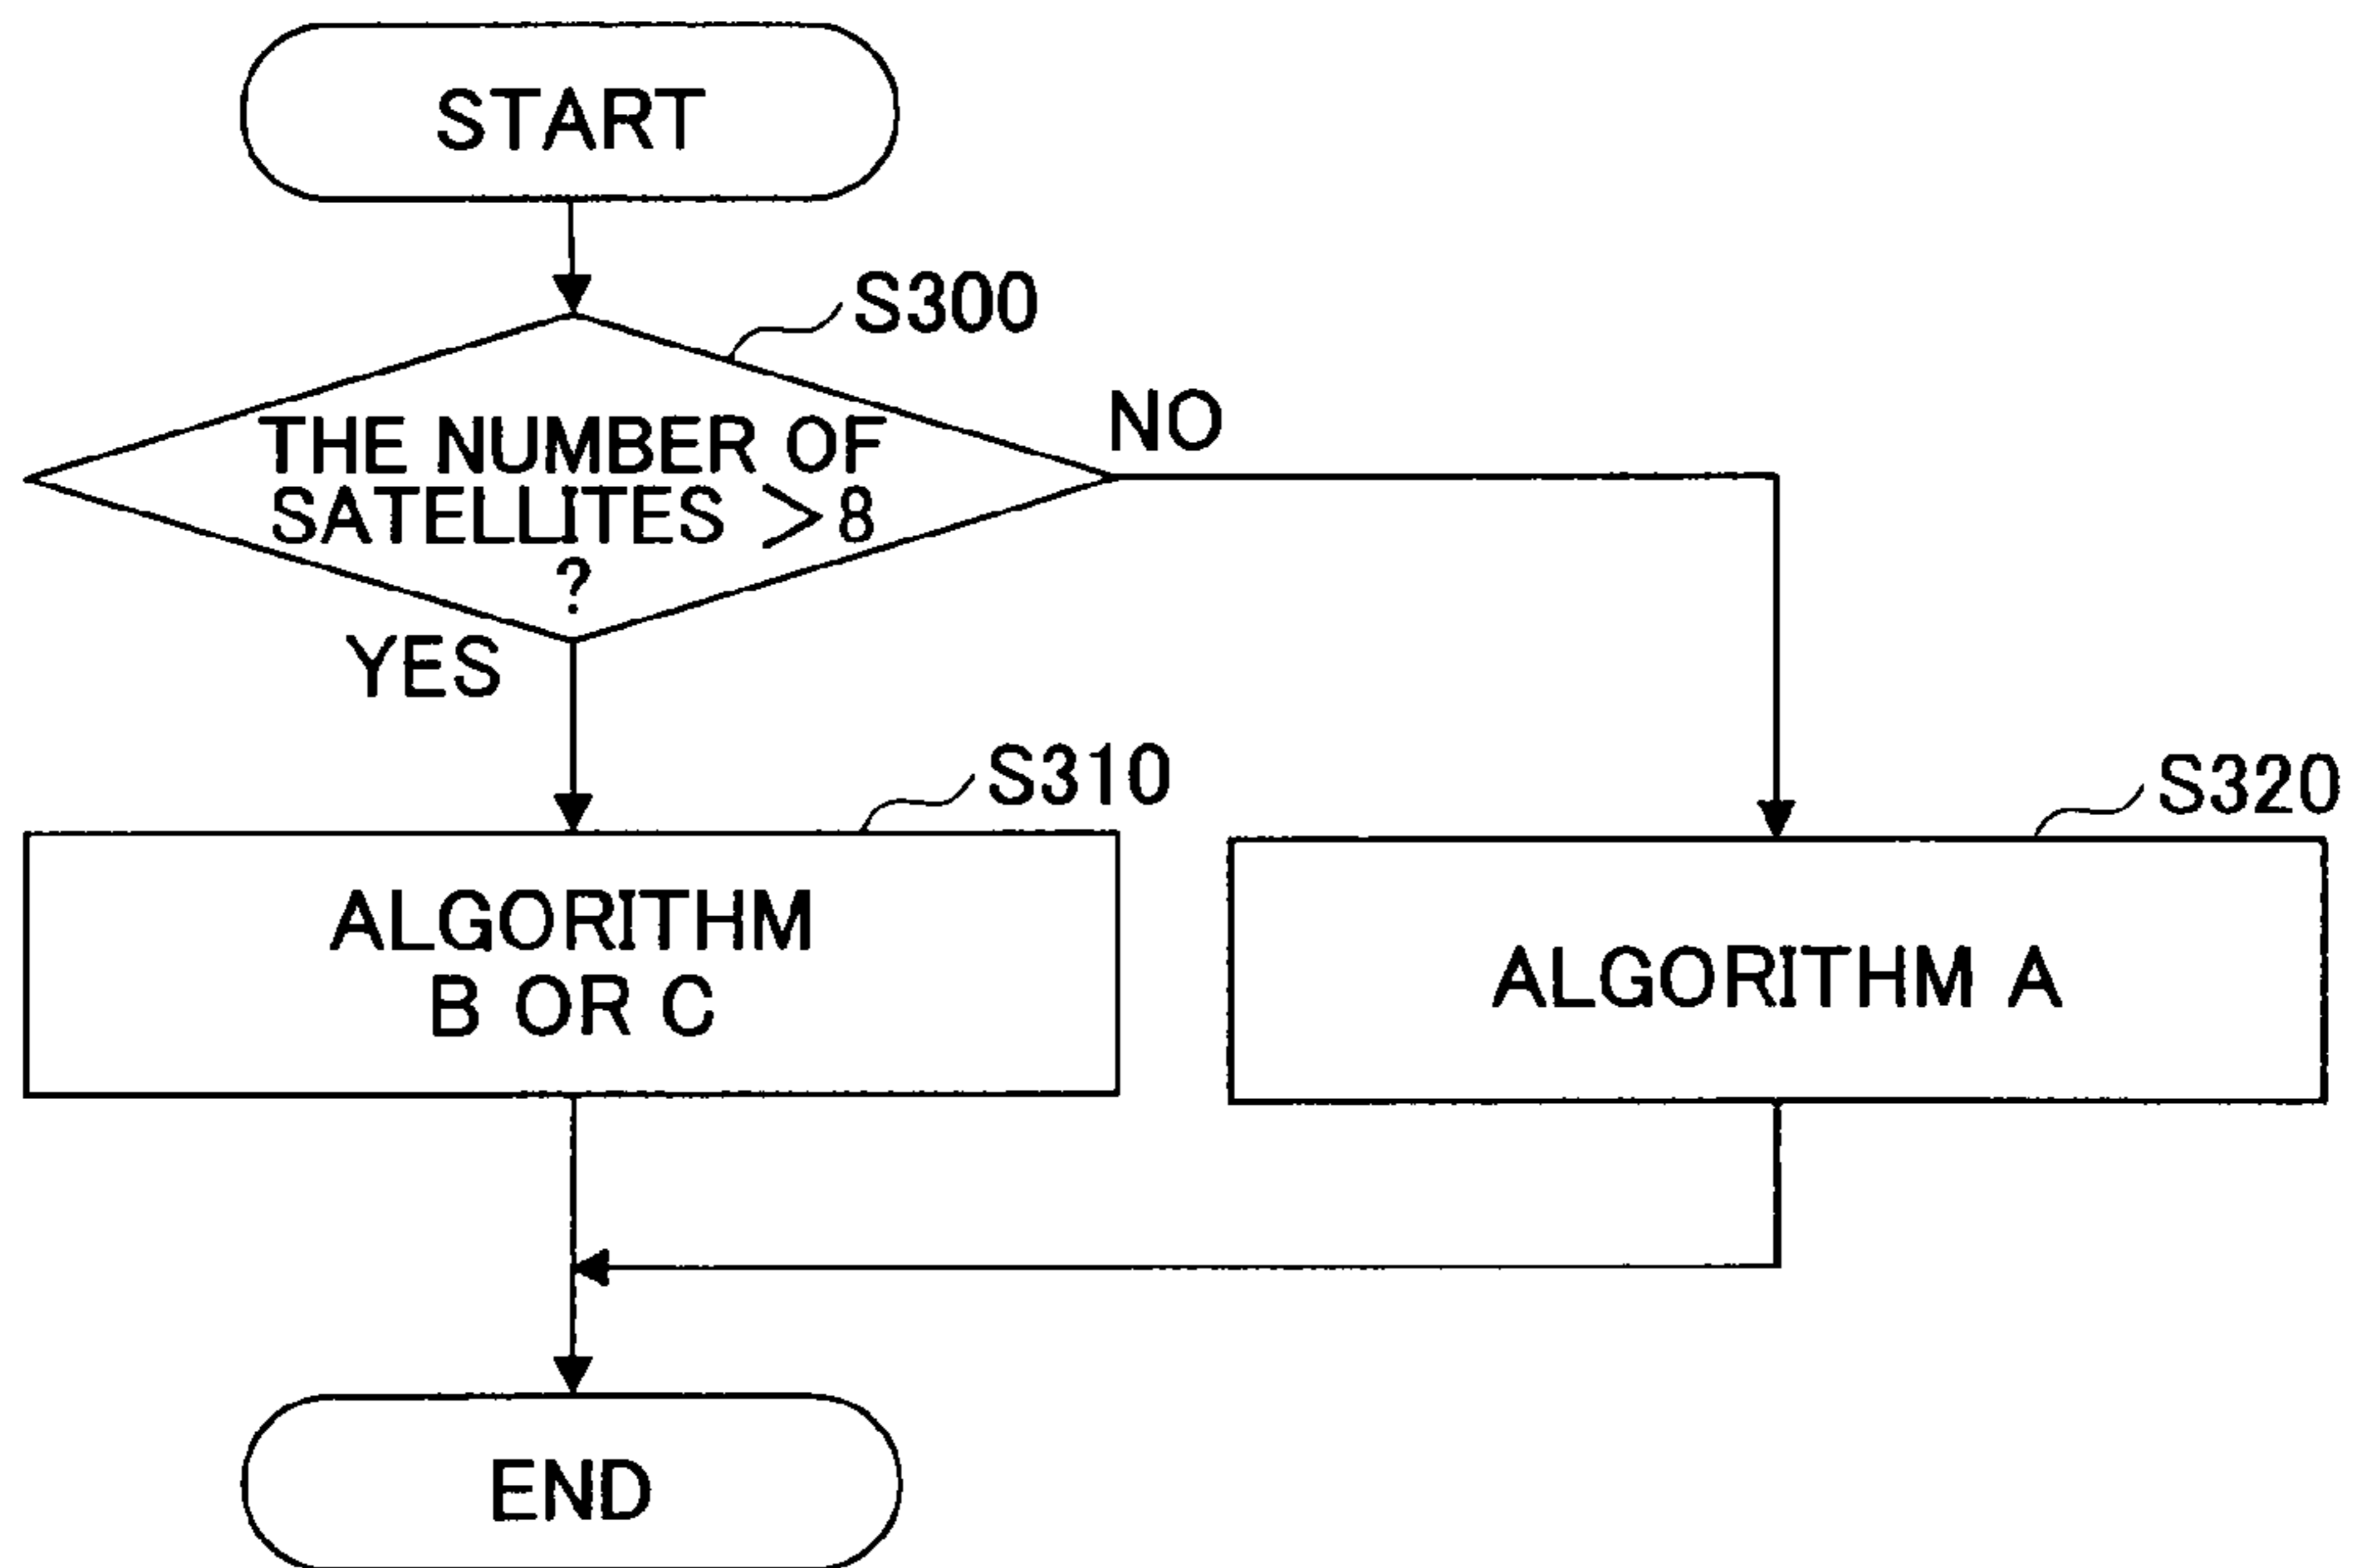 START
S300
THE NUMBER OF
SATELLITES >8
?
NO
YES
S310
S320
ALGORITHM
B OR C
ALGORITHM A
END